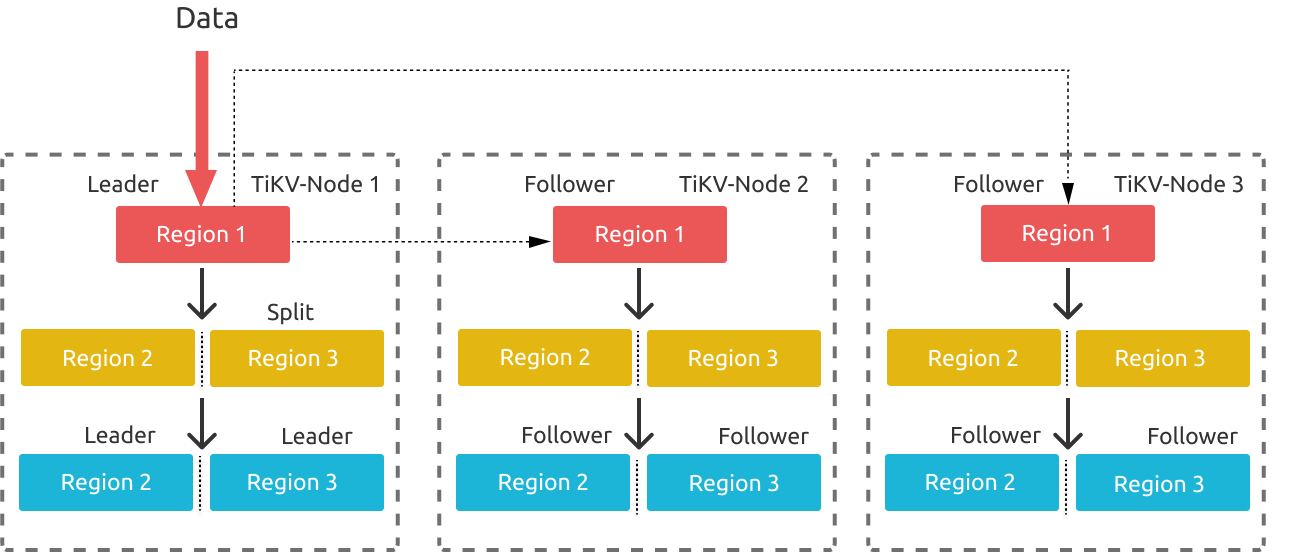 Data
Leader TiKV-Node 1 Follower TiKV-Node 2 Follower TiKV-Node 3
Region 1 Region 1 Region 1
Split
Region 2 Region 3 Region 2 Region 3 Region 2 Region 3
Leader Leader Follower Follower Follower Follower
Region 2 Region 3 Region 2 Region 3 Region 2 Region 3